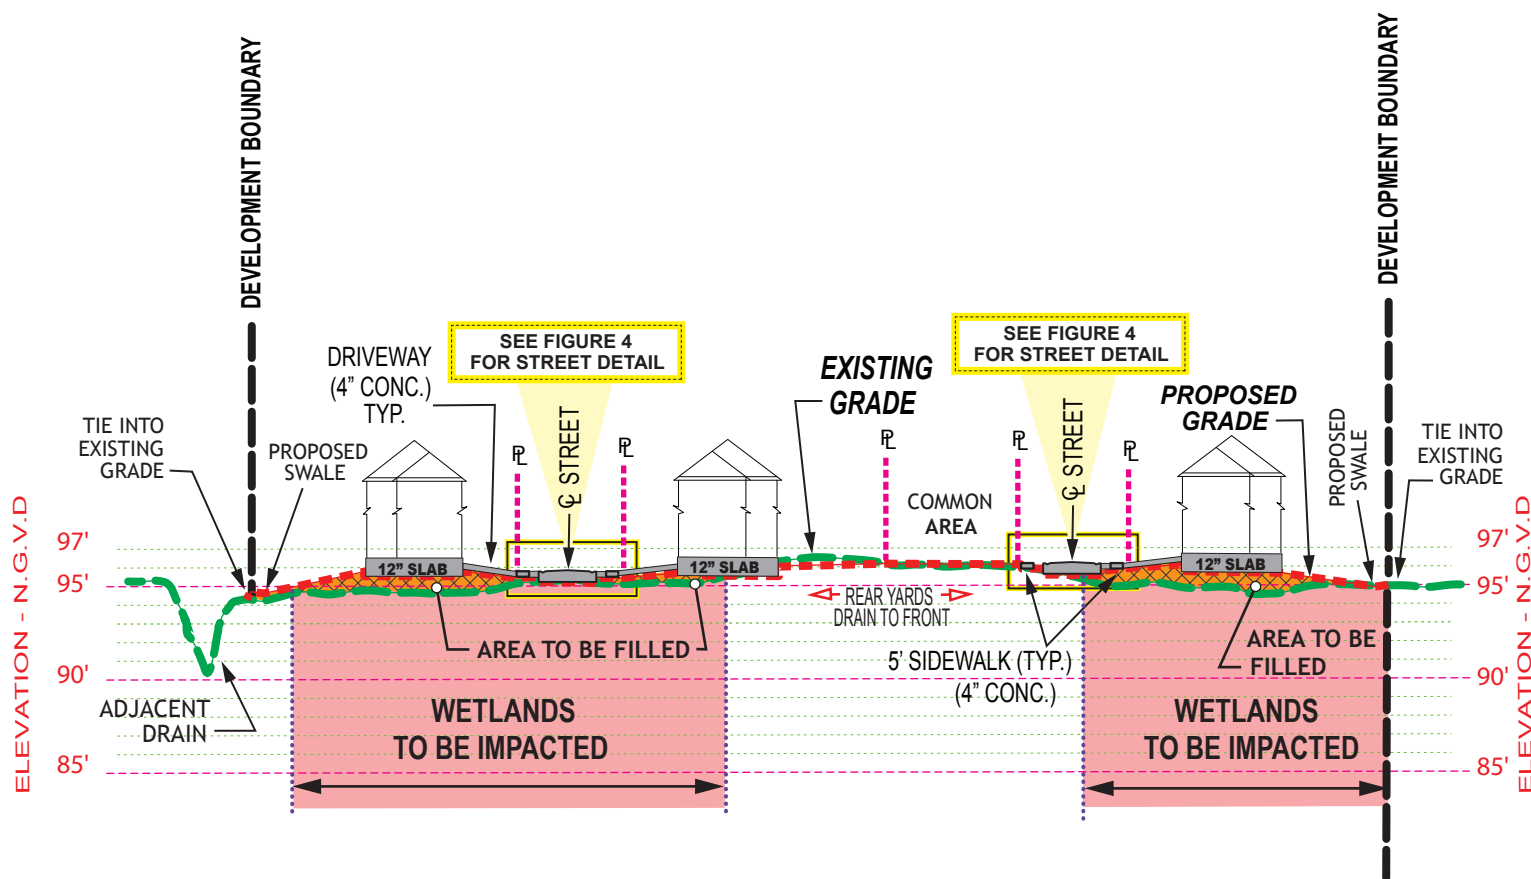 DEVELOPMENT BOUNDARY
DEVELOPMENT BOUNDARY
SEE FIGURE 4
FOR STREET DETAIL
SEE FIGURE 4
FOR STREET DETAIL
DRIVEWAY
(4” CONC.)
TYP.
EXISTING
GRADE
PROPOSED
GRADE
TIE INTO
EXISTING
GRADE
PROPOSED
SWALE
PL
℄ STREET
PL
PL
COMMON
AREA
PL
℄ STREET
PL
PROPOSED
SWALE
TIE INTO
EXISTING
GRADE
ELEVATION - N.G.V.D
97'
95'
90'
85'
12” SLAB
12” SLAB
12” SLAB
REAR YARDS
DRAIN TO FRONT
AREA TO BE FILLED
5’ SIDEWALK (TYP.)
(4” CONC.)
AREA TO BE
FILLED
ADJACENT
DRAIN
WETLANDS
TO BE IMPACTED
WETLANDS
TO BE IMPACTED
97'
95'
90'
85'
ELEVATION - N.G.V.D